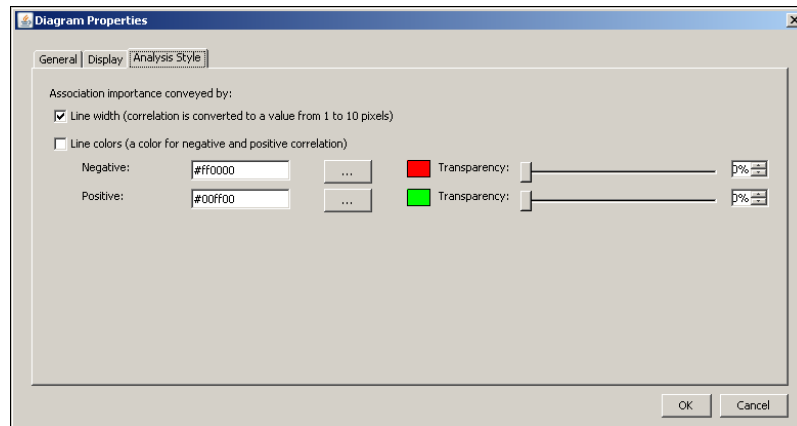 Diagram Properties
General Display Analysis Style
Association importance conveyed by:
Line width (correlation is converted to a value from 1 to 10 pixels)
Line colors (a color for negative and positive correlation)
Negative: #ff0000 ... Transparency: 0%
Positive: #00ff00 ... Transparency: 0%
OK Cancel